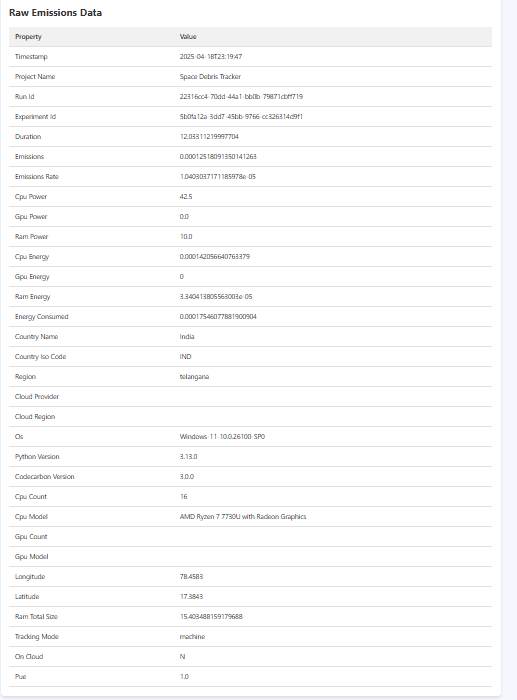 Raw Emissions Data
Property Value
Timestamp 2025-04-18T23:19:47
Project Name Space Debris Tracker
Run Id 22316cc4-70dd-44a1-bb0b-79871cbff719
Experiment Id 5b0fa12a-3dd7-45bb-9766-cc326314d9f1
Duration 12.03311219997704
Emissions 0.00012518091350141263
Emissions Rate 1.0403037171185978e-05
Cpu Power 42.5
Gpu Power 0.0
Ram Power 10.0
Cpu Energy 0.000142056640763379
Gpu Energy 0
Ram Energy 3.340413805563003e-05
Energy Consumed 0.00017546077881900904
Country Name India
Country Iso Code IND
Region telangana
Cloud Provider
Cloud Region
Os Windows-11-10.0.26100-SP0
Python Version 3.13.0
Codecarbon Version 3.0.0
Cpu Count 16
Cpu Model AMD Ryzen 7 7730U with Radeon Graphics
Gpu Count
Gpu Model
Longitude 78.4583
Latitude 17.3843
Ram Total Size 15.403488159179688
Tracking Mode machine
On Cloud N
Pue 1.0